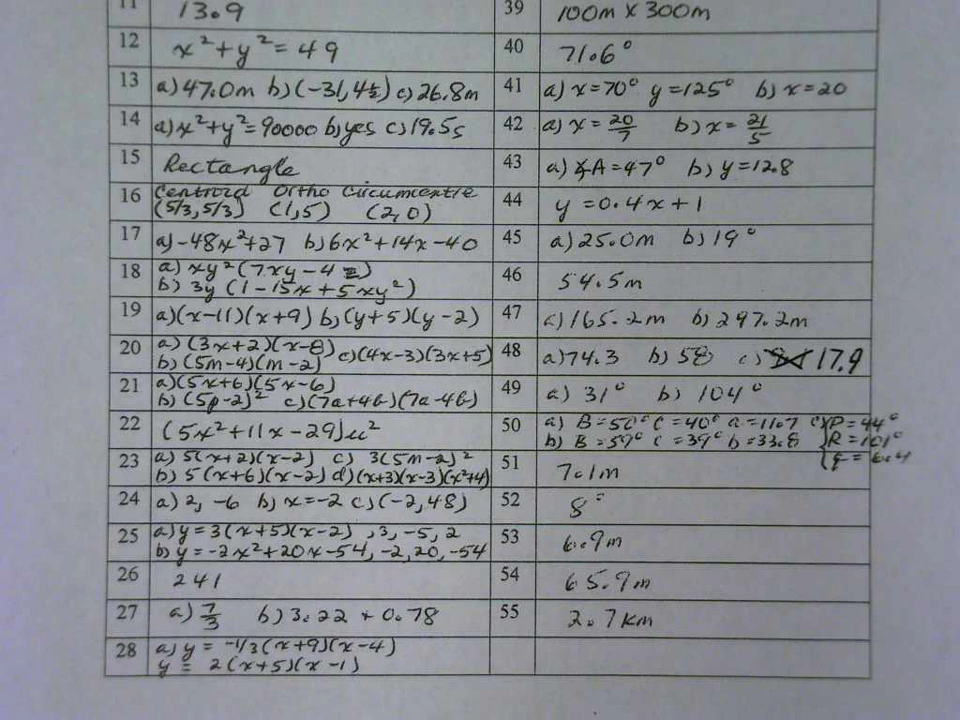 11 13.9
39 100m x 300m
12 x²+y²=49
40 71.6°
13 a) 47.0m b) (-31, 4½) c) 26.8m
41 a) x=70° y=125° b) x=20
14 a) x²+y²=90000 b) yes c) 19.5s
42 a) x=20/7 b) x=21/5
15 Rectangle
43 a) ∡A=47° b) y=12.8
16 Centroid Ortho Circumcentre
(5/3, 5/3) (1,5) (2,0)
44 y=0.4x+1
17 a) -48x²+27 b) 6x²+14x-40
45 a) 25.0m b) 19°
18 a) xy²(7xy-4z)
b) 3y(1-15x+5xy²)
46 54.5m
19 a) (x-11)(x+9) b) (y+5)(y-2)
47 a) 165.2m b) 297.2m
20 a) (3x+2)(x-8) c) (4x-3)(3x+5)
b) (5m-4)(m-2)
48 a) 74.3 b) 58 c) 17.9
21 a) (5x+6)(5x-6)
b) (5p-2)² c) (7a+4b)(7a-4b)
49 a) 31° b) 104°
22 (5x²+11x-29)u²
50 a) B=50° C=40° a=11.7 c) P=44°
b) B=59° C=39° b=33.8 R=101°
q=6.4
23 a) 5(x+2)(x-2) c) 3(5m-2)²
b) 5(x+6)(x-2) d) (x+3)(x-3)(x²+4)
51 7.1m
24 a) 2, -6 b) x=-2 c) (-2,48)
52 8°
25 a) y=3(x+5)(x-2), 3, -5, 2
b) y=-2x²+20x-54, -2, 20, -54
53 6.9m
26 241
54 65.9m
27 a) 7/3 b) 3.22 + 0.78
55 2.7km
28 a) y = -1/3(x+9)(x-4)
y = 2(x+5)(x-1)